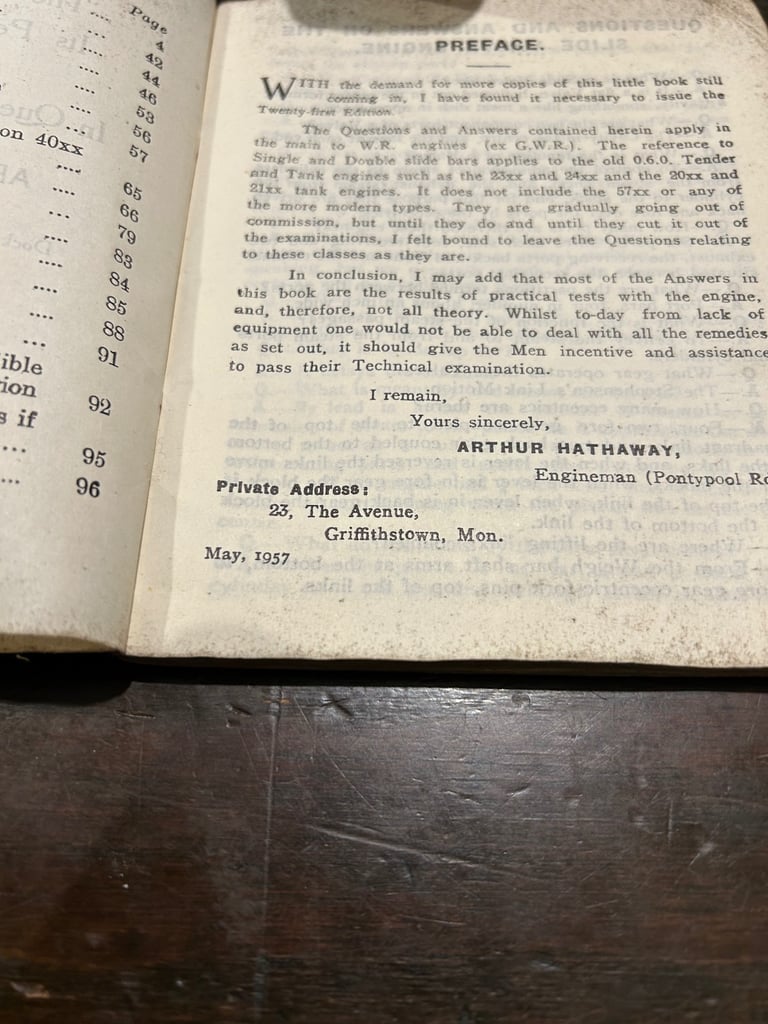 Page
.... 4
.... 42
.... 44
.... 46
.... 53
.... 56
on 40xx 57
....
.... 65
... 66
.... 79
.... 83
.... 84
.... 85
... 88
91
ible
ion 92
s if
... 95
... 96
PREFACE.
WITH the demand for more copies of this little book still
coming in, I have found it necessary to issue the
Twenty-first Edition.
The Questions and Answers contained herein apply in
the main to W.R. engines (ex G.W.R.). The reference to
Single and Double slide bars applies to the old 0.6.0. Tender
and Tank engines such as the 23xx and 24xx and the 20xx and
21xx tank engines. It does not include the 57xx or any of
the more modern types. They are gradually going out of
commission, but until they do and until they cut it out of
the examinations, I felt bound to leave the Questions relating
to these classes as they are.
In conclusion, I may add that most of the Answers in
this book are the results of practical tests with the engine,
and, therefore, not all theory. Whilst to-day from lack of
equipment one would not be able to deal with all the remedies
as set out, it should give the Men incentive and assistance
to pass their Technical examination.
I remain,
Yours sincerely,
ARTHUR HATHAWAY,
Engineman (Pontypool Ro
Private Address:
23, The Avenue,
Griffithstown, Mon.
May, 1957